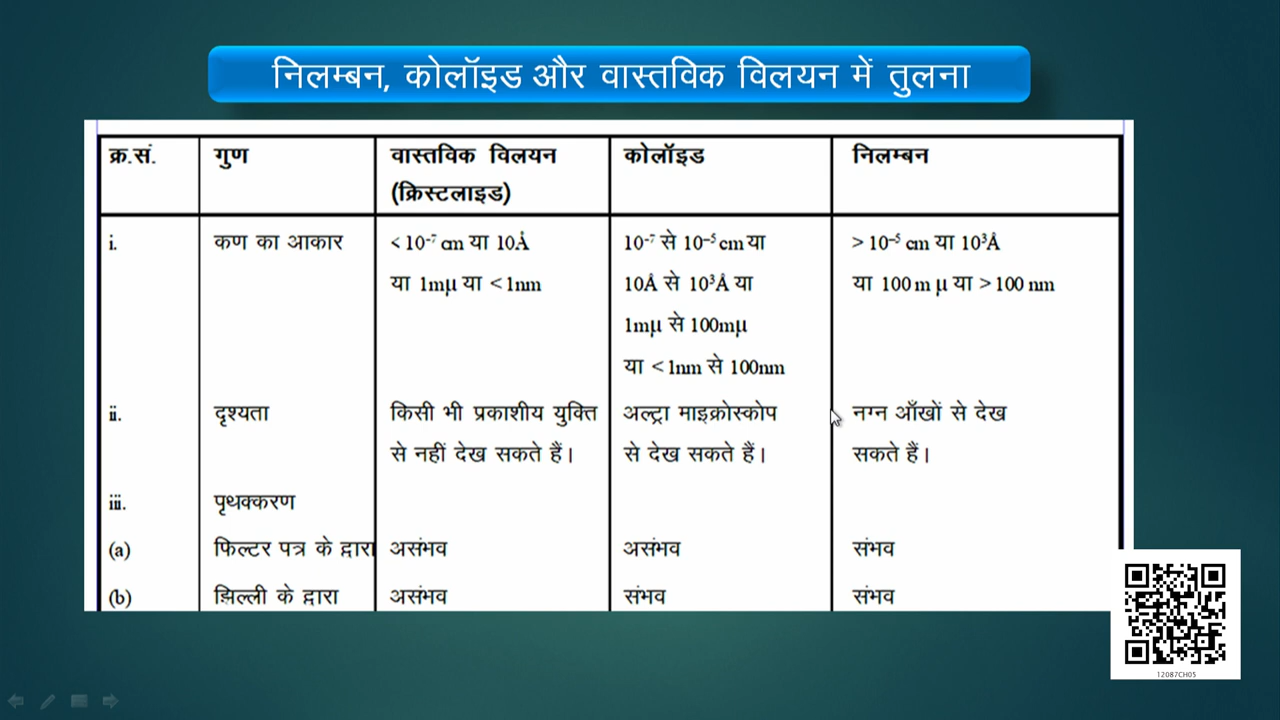 निलम्बन, कोलॉइड और वास्तविक विलयन में तुलना
क्र.सं. गुण वास्तविक विलयन कोलॉइड निलम्बन
(क्रिस्टलाइड)
i. कण का आकार < 10⁻⁷ cm या 10Å 10⁻⁷ से 10⁻⁵ cm या > 10⁻⁵ cm या 10³Å
या 1mµ या < 1nm 10Å से 10³Å या या 100 m µ या > 100 nm
1mµ से 100mµ
या < 1nm से 100nm
ii. दृश्यता किसी भी प्रकाशीय युक्ति अल्ट्रा माइक्रोस्कोप नग्न आँखों से देख
से नहीं देख सकते हैं। से देख सकते हैं। सकते हैं।
iii. पृथक्करण
(a) फिल्टर पत्र के द्वारा असंभव असंभव संभव
(b) झिल्ली के द्वारा असंभव संभव संभव
12087CH05